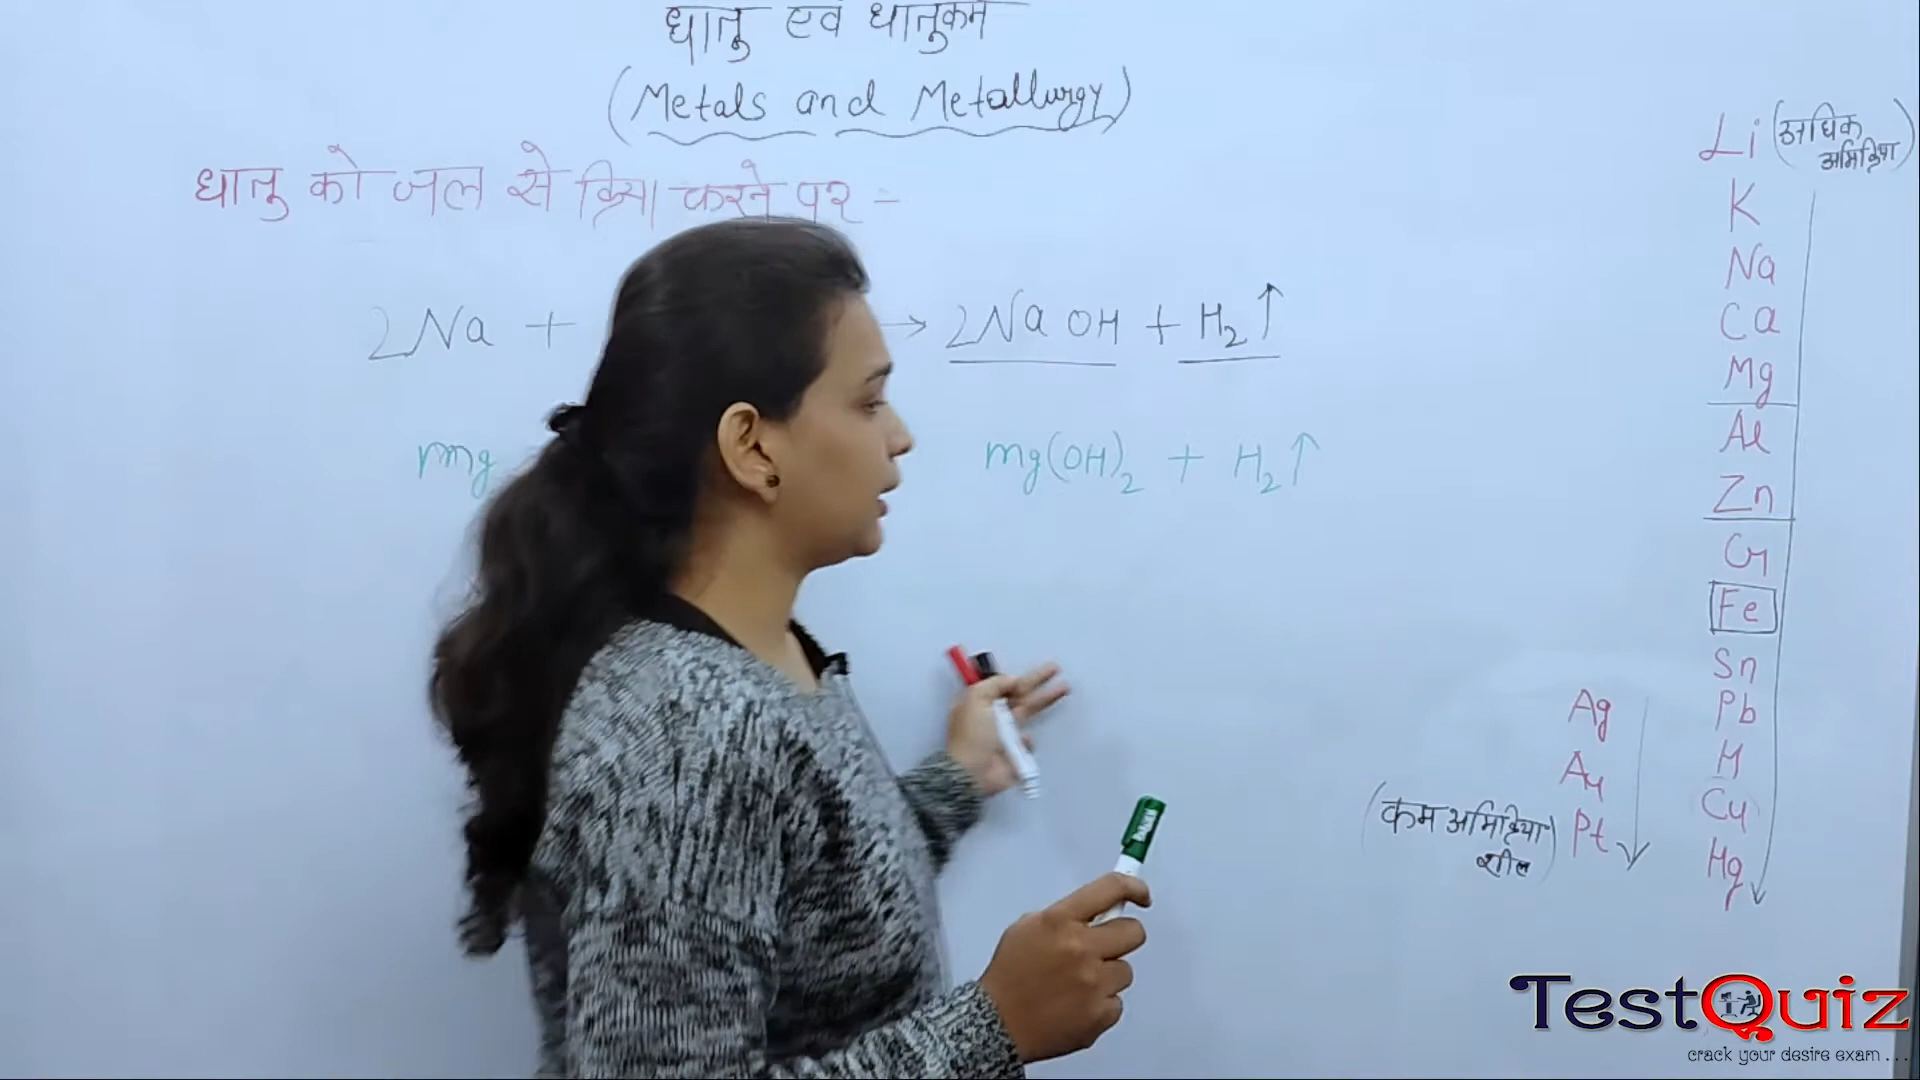 धातु एवं धातुकर्म
(Metals and Metallurgy)
धातु को जल से क्रिया करने पर -
2Na +
→ 2NaOH + H₂↑
mg
mg(OH)₂ + H₂↑
Li (अधिक
अभिक्रिया)
K
Na
Ca
Mg
Al
Zn
Cr
Fe
Sn
Pb
H
Cu
Hg
Ag
Au
Pt
(कम अभिक्रिया
शील)
TestQuiz
crack your desire exam ...